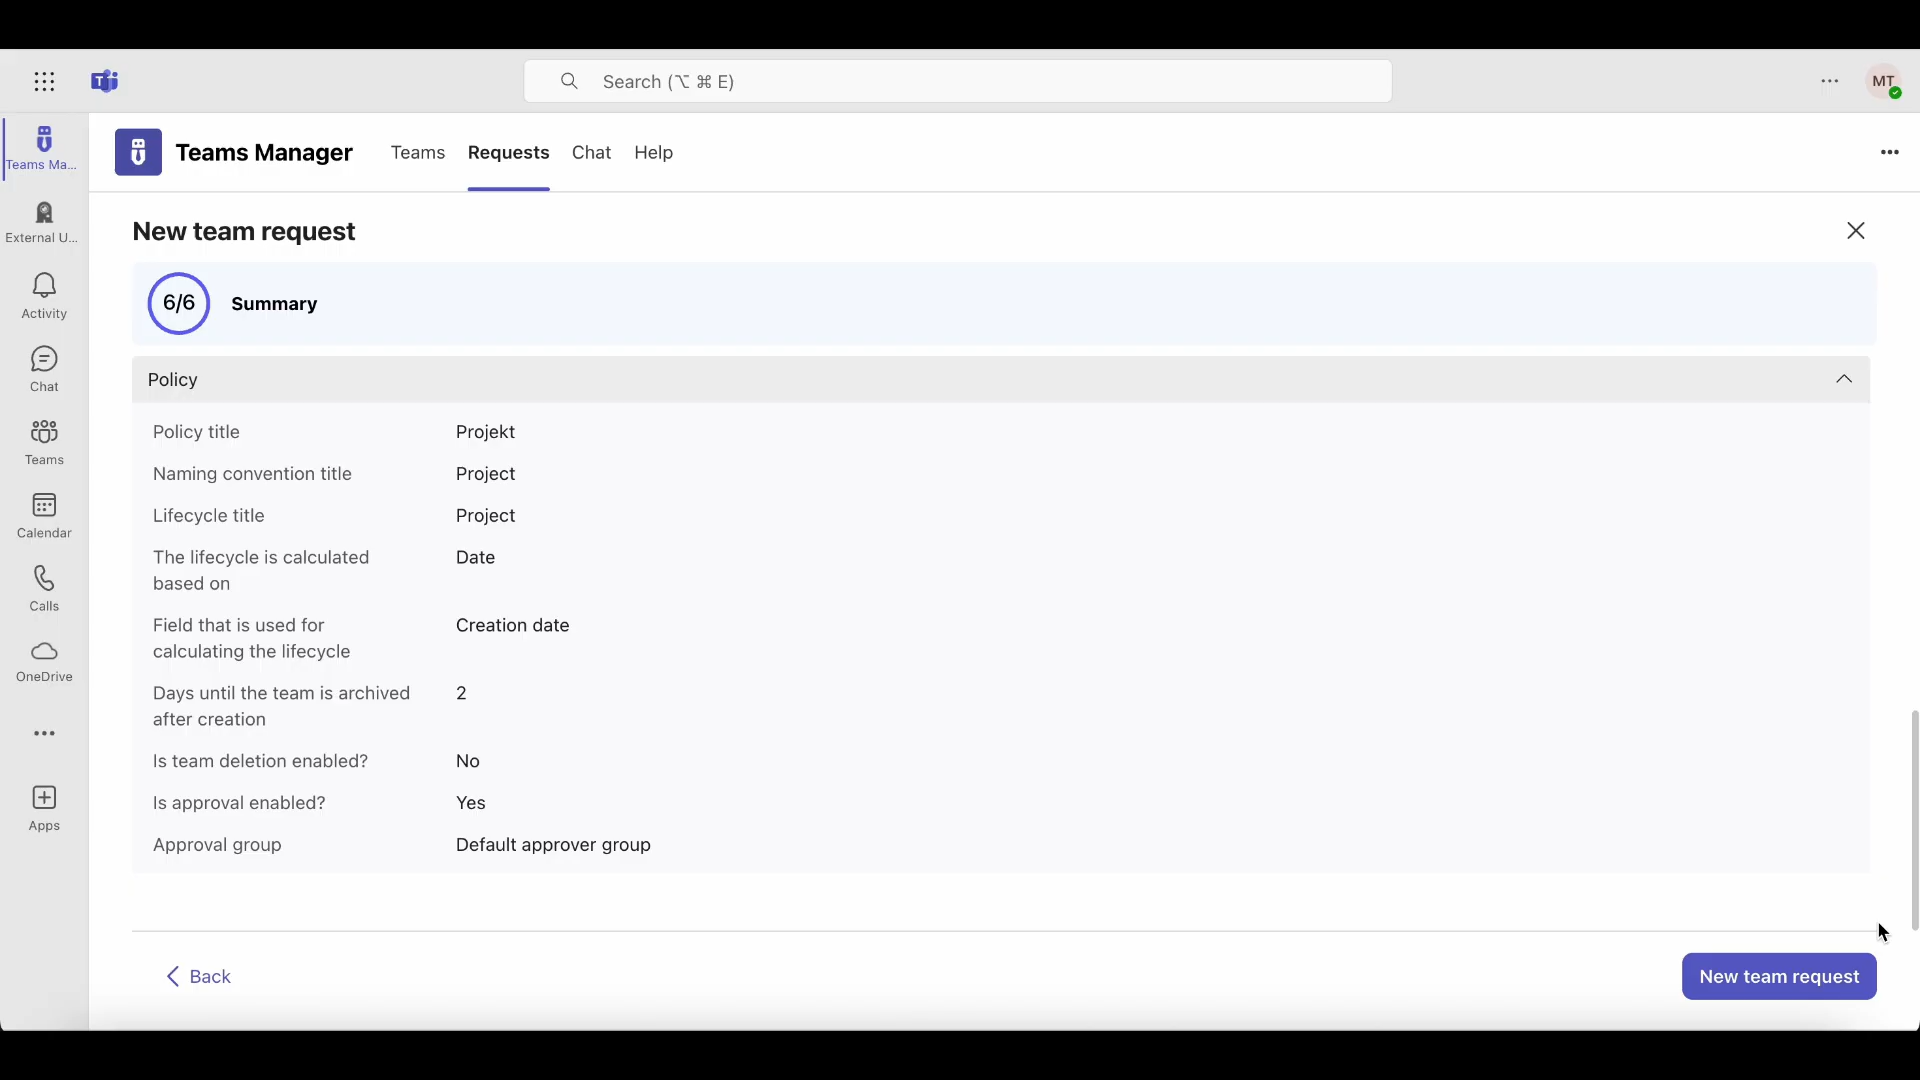 Search (⌥ ⌘ E)
MT
Teams Ma...
External U...
Activity
Chat
Teams
Calendar
Calls
OneDrive
Apps
Teams Manager
Teams
Requests
Chat
Help
New team request
6/6
Summary
Policy
Policy title Projekt
Naming convention title Project
Lifecycle title Project
The lifecycle is calculated Date
based on
Field that is used for Creation date
calculating the lifecycle
Days until the team is archived 2
after creation
Is team deletion enabled? No
Is approval enabled? Yes
Approval group Default approver group
Back
New team request